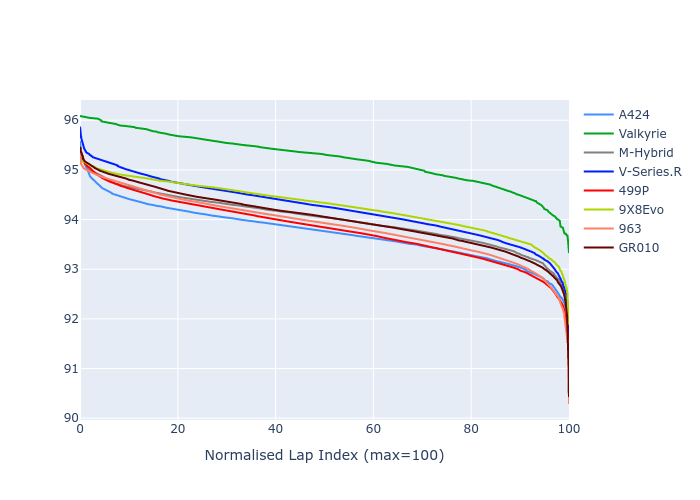 96
95
94
93
92
91
90
0 20 40 60 80 100
Normalised Lap Index (max=100)
A424
Valkyrie
M-Hybrid
V-Series.R
499P
9X8Evo
963
GR010